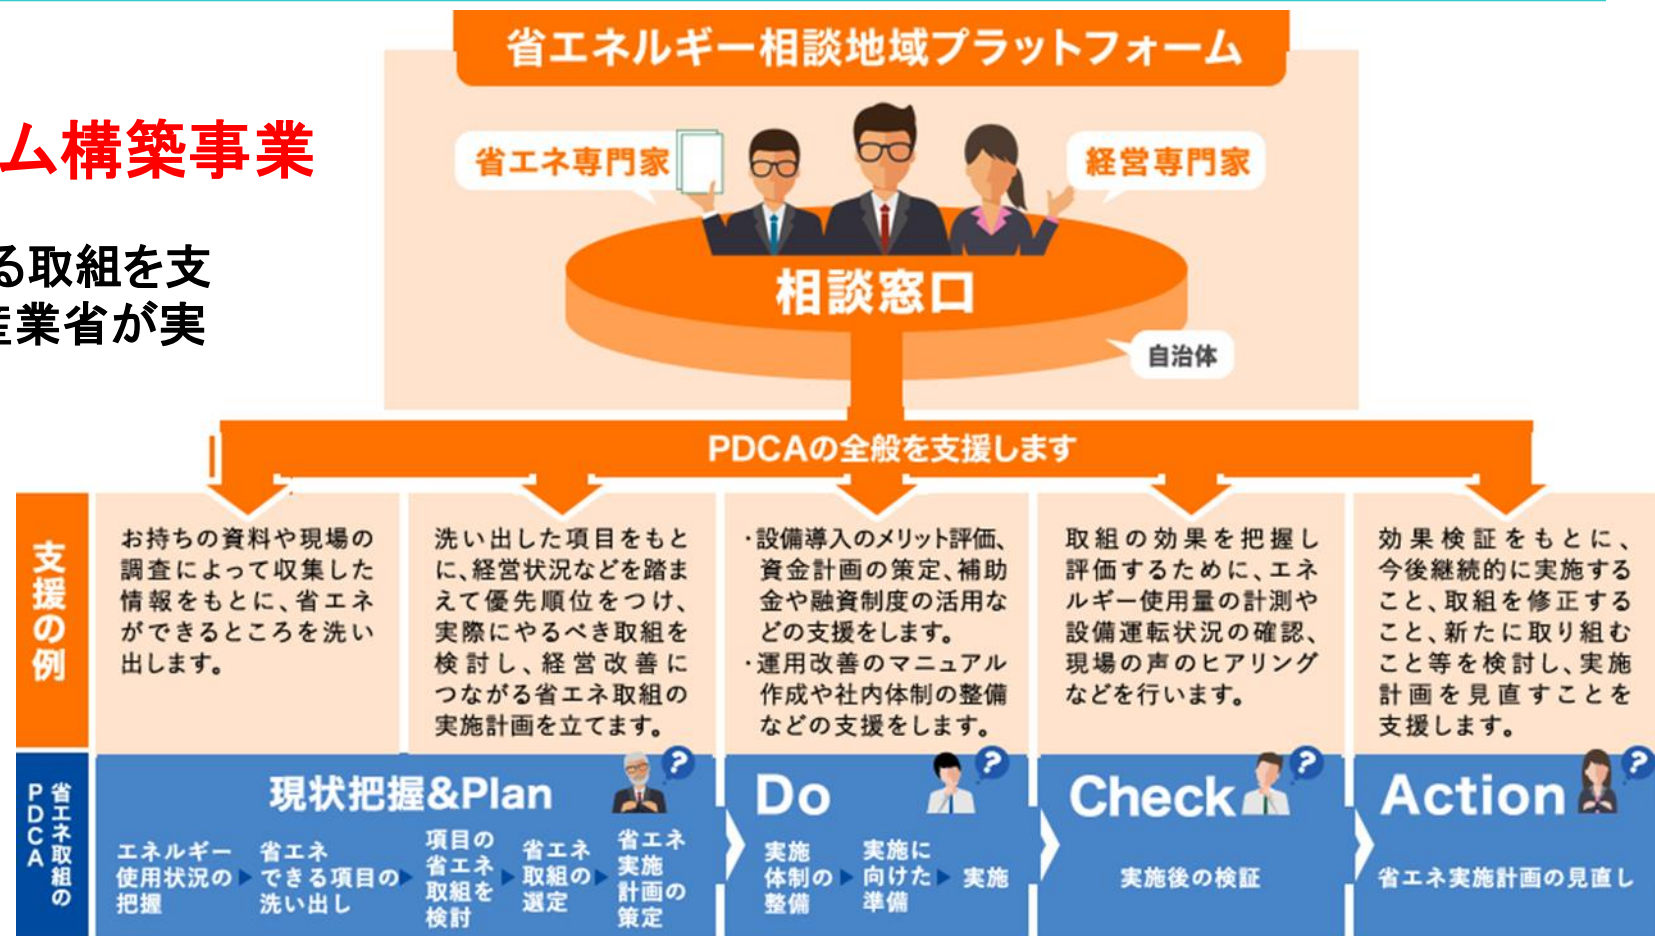 省エネルギー相談地域プラットフォーム
ム構築事業
省エネ専門家
経営専門家
る取組を支
産業省が実
相談窓口
自治体
PDCAの全般を支援します
支援の例
お持ちの資料や現場の
調査によって収集した
情報をもとに、省エネ
ができるところを洗い
出します。
洗い出した項目をもと
に、経営状況などを踏ま
えて優先順位をつけ、
実際にやるべき取組を
検討し、経営改善に
つながる省エネ取組の
実施計画を立てます。
・設備導入のメリット評価、
資金計画の策定、補助
金や融資制度の活用な
どの支援をします。
・運用改善のマニュアル
作成や社内体制の整備
などの支援をします。
取組の効果を把握し
評価するために、エネ
ルギー使用量の計測や
設備運転状況の確認、
現場の声のヒアリング
などを行います。
効果検証をもとに、
今後継続的に実施する
こと、取組を修正する
こと、新たに取り組む
こと等を検討し、実施
計画を見直すことを
支援します。
省エネ取組の
PDCA
現状把握&Plan
?
エネルギー
使用状況の
把握
省エネ
できる項目の
洗い出し
項目の
省エネ
取組を
検討
省エネ
取組の
選定
省エネ
実施
計画の
策定
Do
?
実施
体制の
整備
実施に
向けた
準備
実施
Check
?
実施後の検証
Action
?
省エネ実施計画の見直し